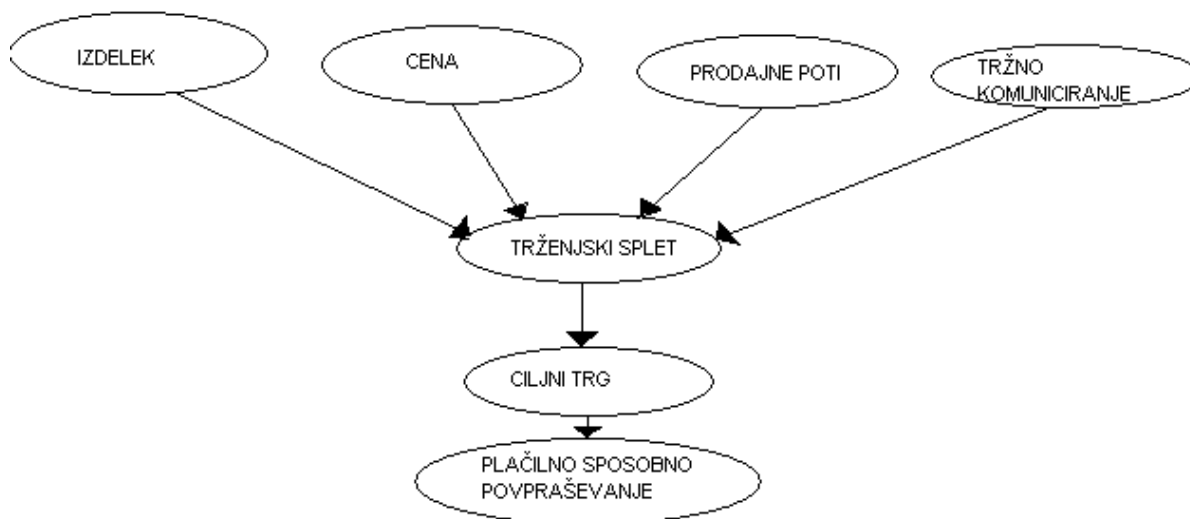 IZDELEK
CENA
PRODAJNE POTI
TRŽNO
KOMUNICIRANJE
TRŽENJSKI SPLET
CILJNI TRG
PLAČILNO SPOSOBNO
POVPRAŠEVANJE